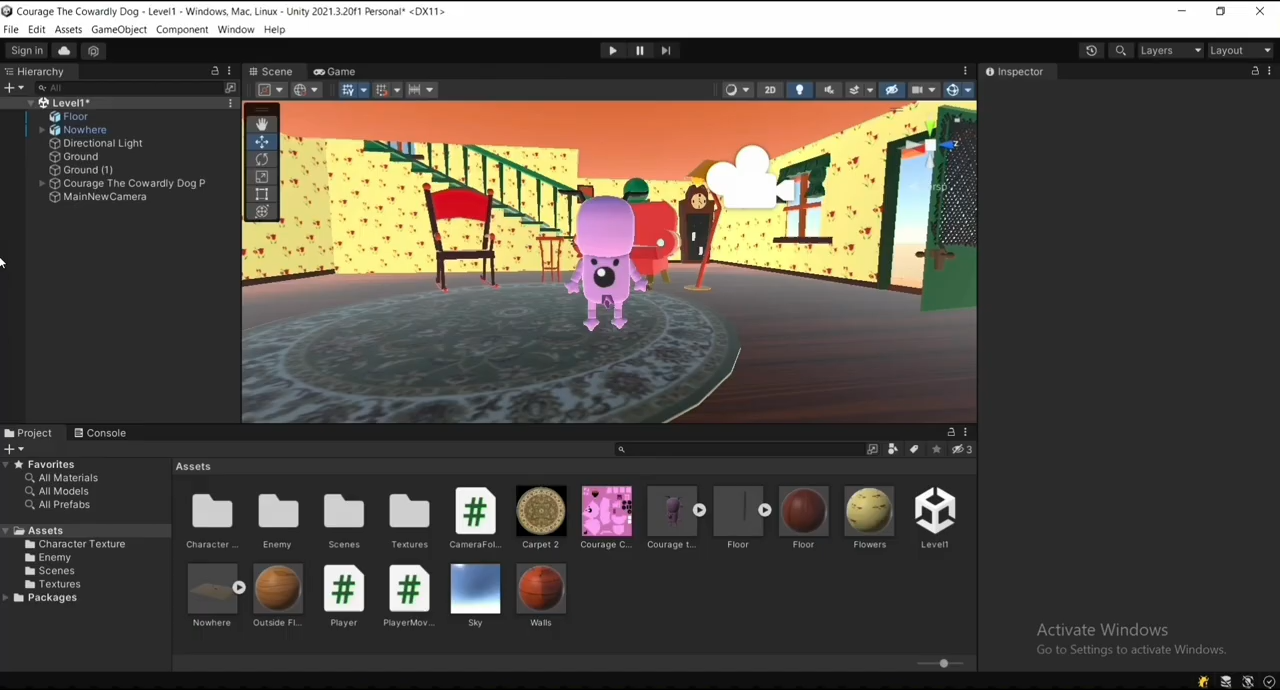 Courage The Cowardly Dog - Level1 - Windows, Mac, Linux - Unity 2021.3.20f1 Personal* <DX11>
File Edit Assets GameObject Component Window Help
Sign in Layers Layout
Hierarchy Scene Game Inspector
All
2D
Level1*
Floor
Nowhere
Directional Light
Ground
Ground (1)
Courage The Cowardly Dog P
MainNewCamera
Project Console
3
Favorites
All Materials
All Models
All Prefabs
Assets
Character Texture
Enemy
Scenes
Textures
Packages
Assets
Character ... Enemy Scenes Textures CameraFol... Carpet 2 Courage C... Courage t... Floor Floor Flowers Level1
Nowhere Outside Fl... Player PlayerMov... Sky Walls
Activate Windows
Go to Settings to activate Windows.